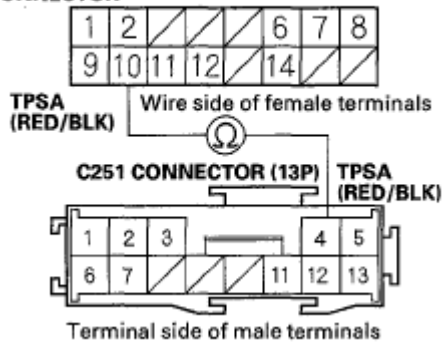 1 2 6 7 8
9 10 11 12 14
TPSA Wire side of female terminals
(RED/BLK)
Ω
C251 CONNECTOR (13P) TPSA
(RED/BLK)
1 2 3 4 5
6 7 11 12 13
Terminal side of male terminals